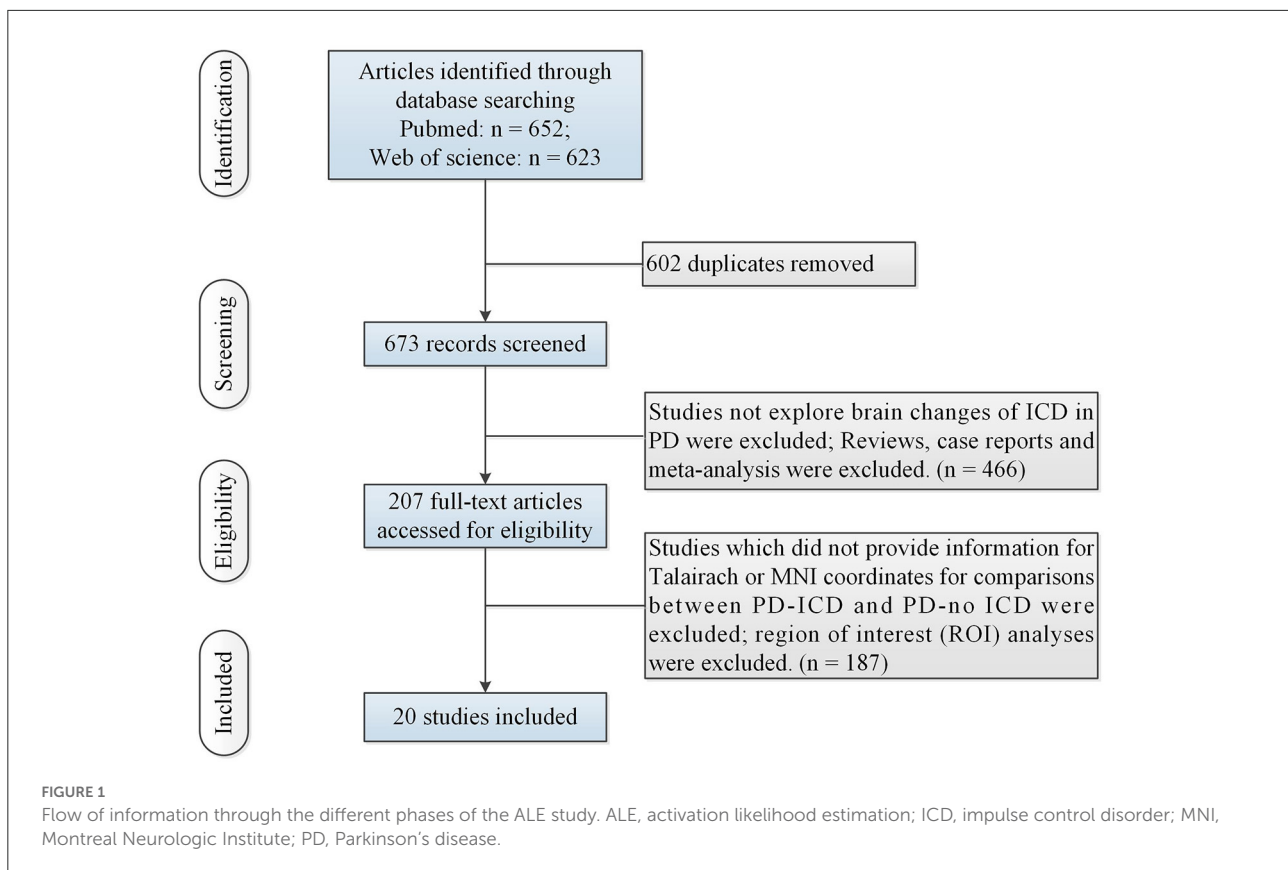 Identification
Articles identified through
database searching
Pubmed: n = 652;
Web of science: n = 623
602 duplicates removed
Screening
673 records screened
Studies not explore brain changes of ICD in
PD were excluded; Reviews, case reports and
meta-analysis were excluded. (n = 466)
Eligibility
207 full-text articles
accessed for eligibility
Studies which did not provide information for
Talairach or MNI coordinates for comparisons
between PD-ICD and PD-no ICD were
excluded; region of interest (ROI) analyses
were excluded. (n = 187)
Included
20 studies included
FIGURE 1
Flow of information through the different phases of the ALE study. ALE, activation likelihood estimation; ICD, impulse control disorder; MNI,
Montreal Neurologic Institute; PD, Parkinson's disease.